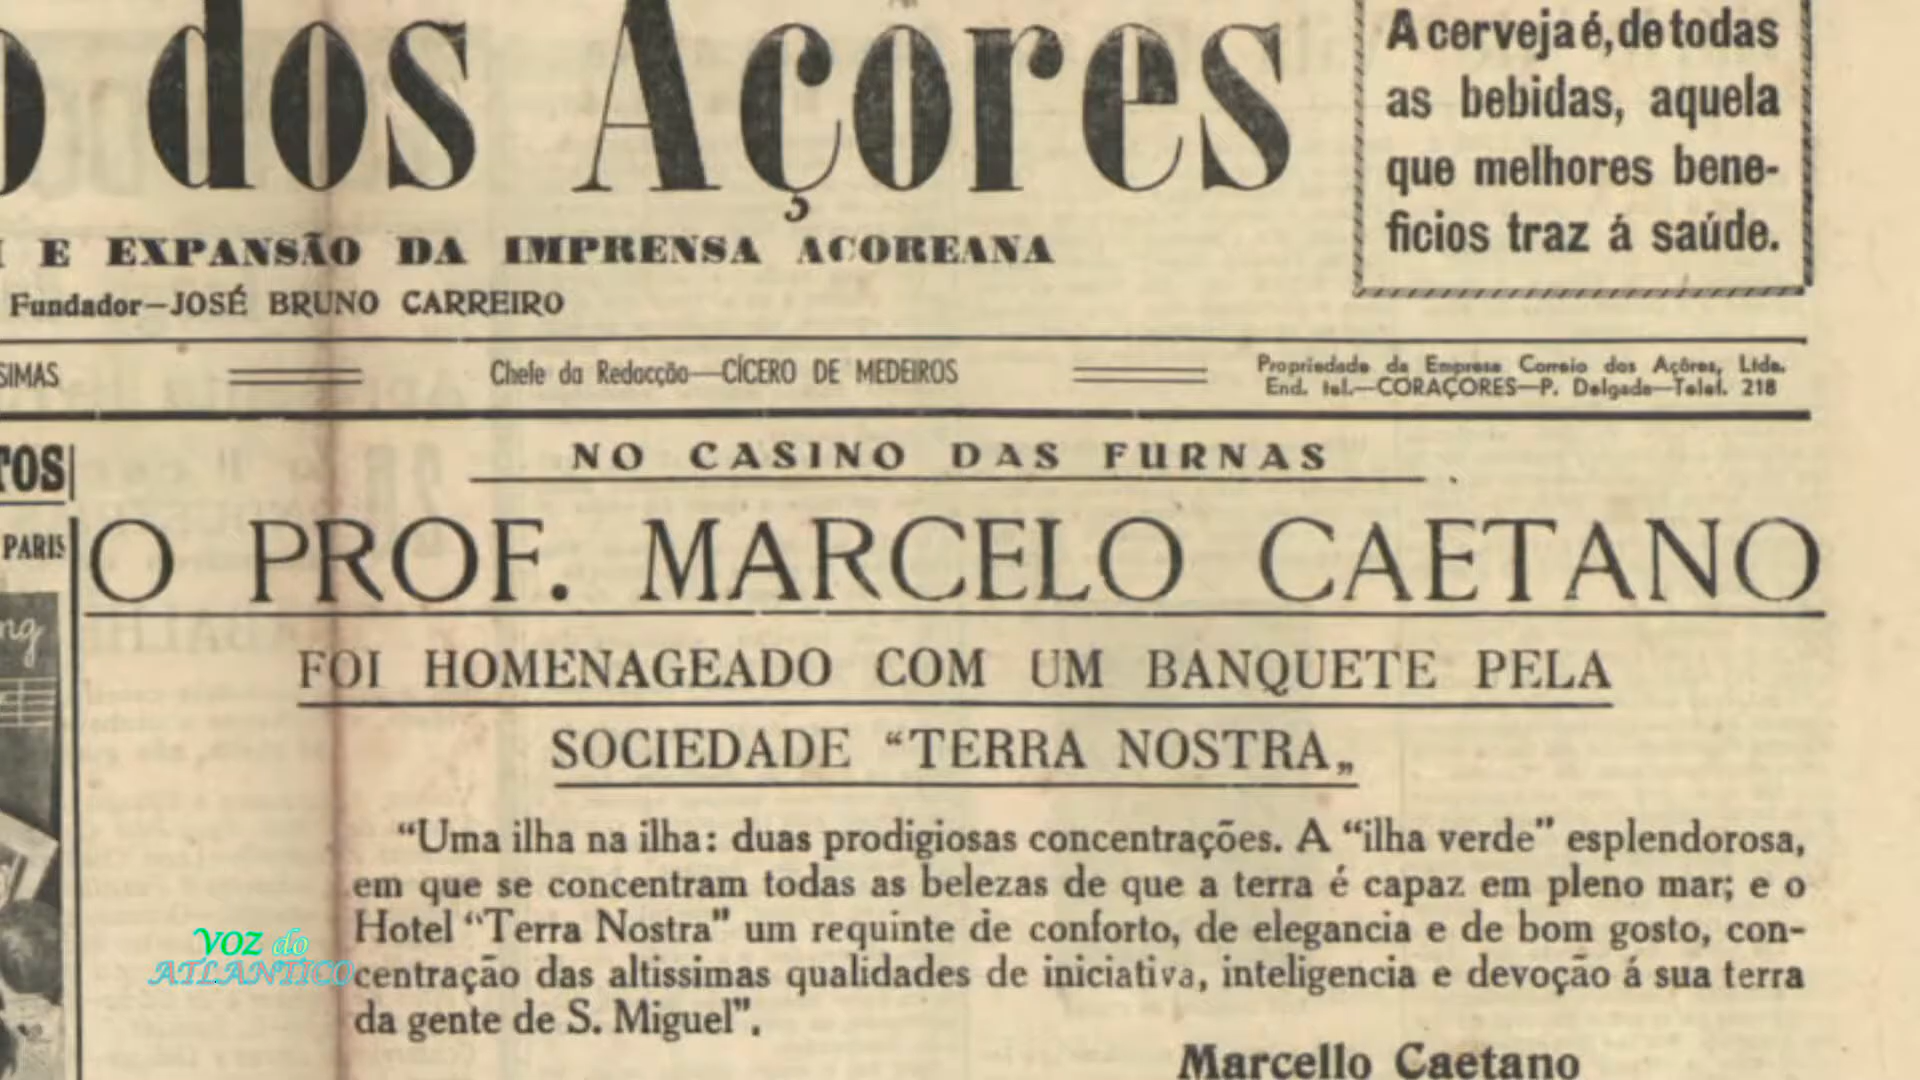 dos Açôres
A cerveja é, de todas
as bebidas, aquela
que melhores bene-
ficios traz á saúde.
E EXPANSÃO DA IMPRENSA AÇOREANA
Fundador—JOSÉ BRUNO CARREIRO
SIMAS
Chefe da Redacção—CÍCERO DE MEDEIROS
Propriedade da Empresa Correio dos Açôres, Ltda.
End. tel.—CORAÇORES—P. Delgada—Telef. 218
TOS
PARIS
ng
NO CASINO DAS FURNAS
O PROF. MARCELO CAETANO
FOI HOMENAGEADO COM UM BANQUETE PELA
SOCIEDADE “TERRA NOSTRA„
“Uma ilha na ilha: duas prodigiosas concentrações. A “ilha verde” esplendorosa,
em que se concentram todas as belezas de que a terra é capaz em pleno mar; e o
Hotel “Terra Nostra” um requinte de conforto, de elegancia e de bom gosto, con-
centração das altissimas qualidades de iniciativa, inteligencia e devoção á sua terra
da gente de S. Miguel”.
Marcello Caetano
VOZ do
ATLANTICO